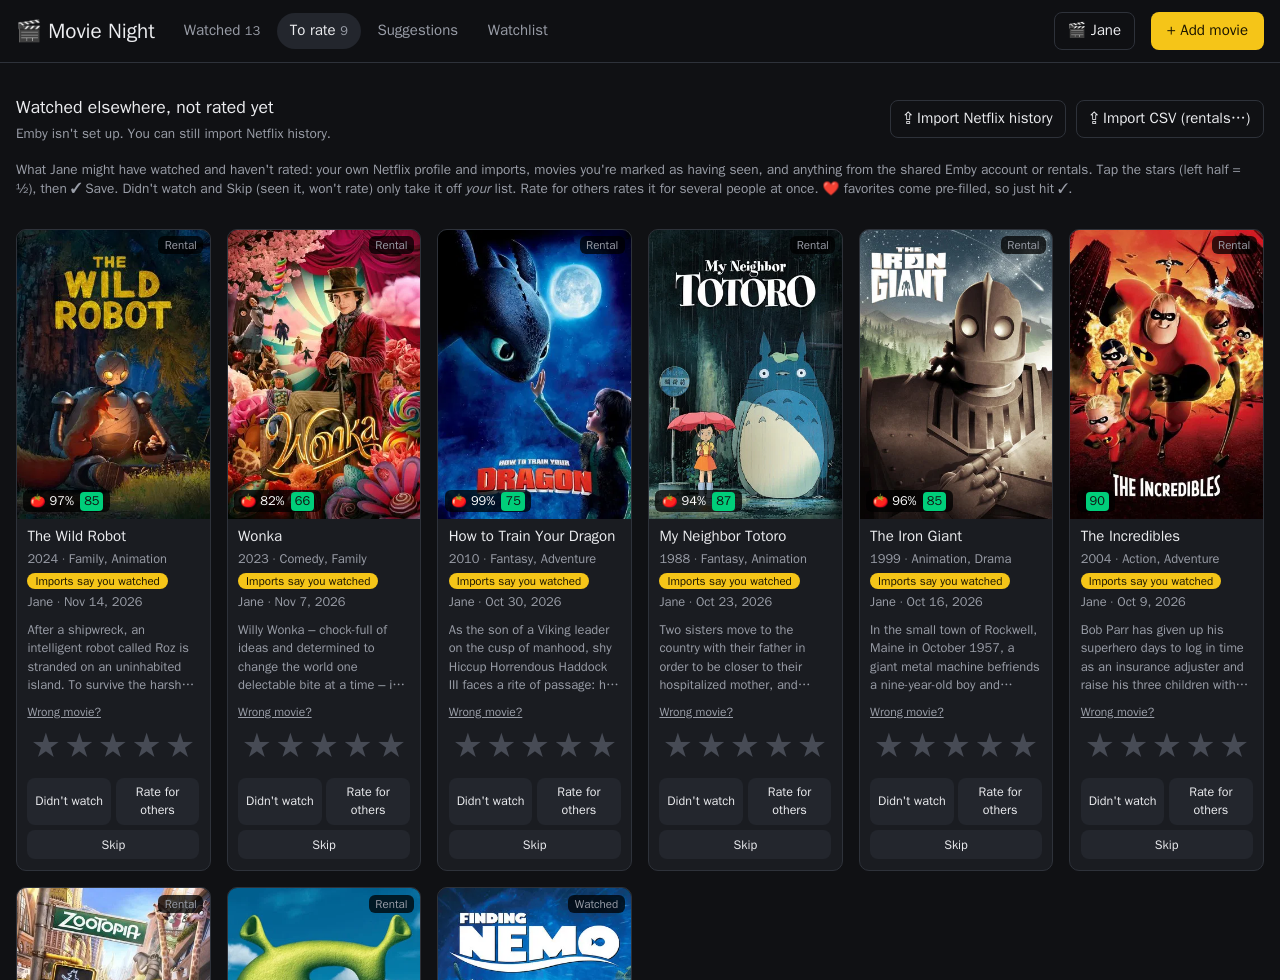 🎬 Movie Night
Watched 13
To rate 9
Suggestions
Watchlist
🎬 Jane
+ Add movie
Watched elsewhere, not rated yet
Emby isn't set up. You can still import Netflix history.
⇪ Import Netflix history
⇪ Import CSV (rentals…)
What Jane might have watched and haven't rated: your own Netflix profile and imports, movies you're marked as having seen, and anything from the shared Emby account or rentals. Tap the stars (left half =
½), then ✓ Save. Didn't watch and Skip (seen it, won't rate) only take it off your list. Rate for others rates it for several people at once. ❤️ favorites come pre-filled, so just hit ✓.
Rental
THE
WILD
ROBOT
🍅 97% 85
The Wild Robot
2024 · Family, Animation
Imports say you watched
Jane · Nov 14, 2026
After a shipwreck, an
intelligent robot called Roz is
stranded on an uninhabited
island. To survive the harsh…
Wrong movie?
★ ★ ★ ★ ★
Didn't watch
Rate for
others
Skip
Rental
Wonka
🍅 82% 66
Wonka
2023 · Comedy, Family
Imports say you watched
Jane · Nov 7, 2026
Willy Wonka – chock-full of
ideas and determined to
change the world one
delectable bite at a time – i…
Wrong movie?
★ ★ ★ ★ ★
Didn't watch
Rate for
others
Skip
Rental
HOW TO TRAIN YOUR
DRAGON
🍅 99% 75
How to Train Your Dragon
2010 · Fantasy, Adventure
Imports say you watched
Jane · Oct 30, 2026
As the son of a Viking leader
on the cusp of manhood, shy
Hiccup Horrendous Haddock
III faces a rite of passage: h…
Wrong movie?
★ ★ ★ ★ ★
Didn't watch
Rate for
others
Skip
Rental
My Neighbor
TOTORO
🍅 94% 87
My Neighbor Totoro
1988 · Fantasy, Animation
Imports say you watched
Jane · Oct 23, 2026
Two sisters move to the
country with their father in
order to be closer to their
hospitalized mother, and…
Wrong movie?
★ ★ ★ ★ ★
Didn't watch
Rate for
others
Skip
Rental
THE
IRON
GIANT
🍅 96% 85
The Iron Giant
1999 · Animation, Drama
Imports say you watched
Jane · Oct 16, 2026
In the small town of Rockwell,
Maine in October 1957, a
giant metal machine befriends
a nine-year-old boy and…
Wrong movie?
★ ★ ★ ★ ★
Didn't watch
Rate for
others
Skip
Rental
THE INCREDIBLES
90
The Incredibles
2004 · Action, Adventure
Imports say you watched
Jane · Oct 9, 2026
Bob Parr has given up his
superhero days to log in time
as an insurance adjuster and
raise his three children with…
Wrong movie?
★ ★ ★ ★ ★
Didn't watch
Rate for
others
Skip
Rental
ZOOTOPIA
Rental
Watched
FINDING
NEMO